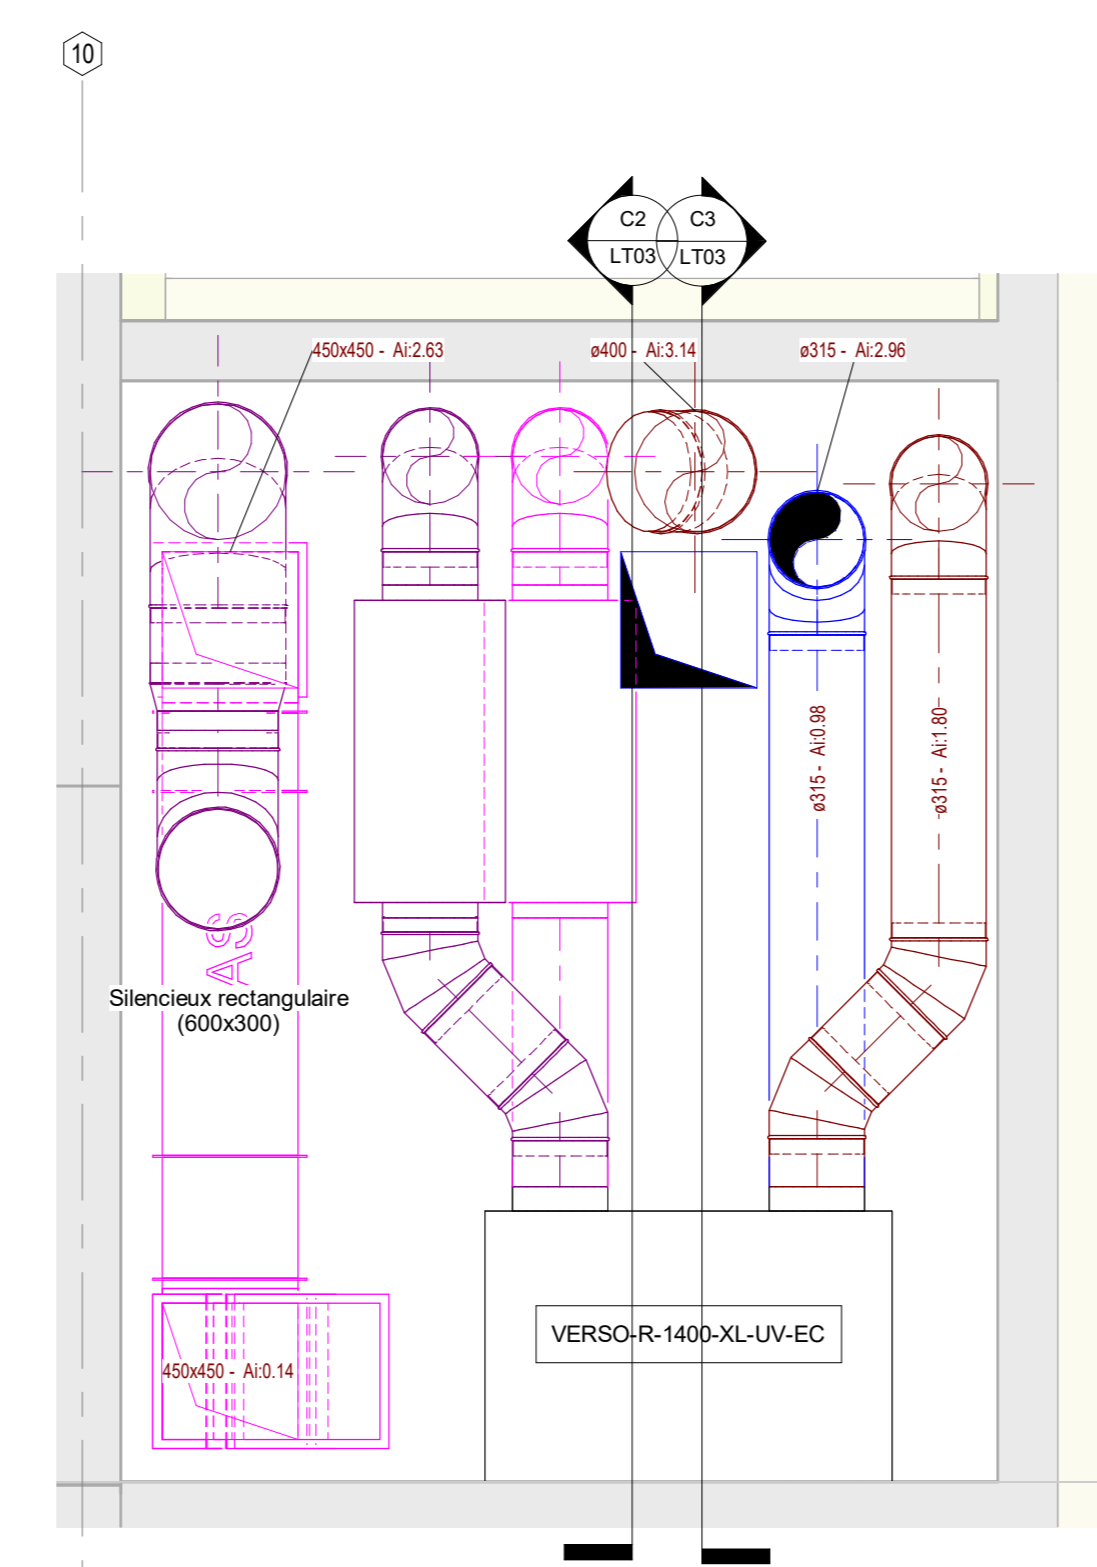 10
C2
C3
LT03
LT03
450x450 - Ai:2.63
ø400 - Ai:3.14
ø315 - Ai:2.96
ø315 - Ai:0.98
ø315 - Ai:1.80
AS
Silencieux rectangulaire
(600x300)
VERSO-R-1400-XL-UV-EC
450x450 - Ai:0.14